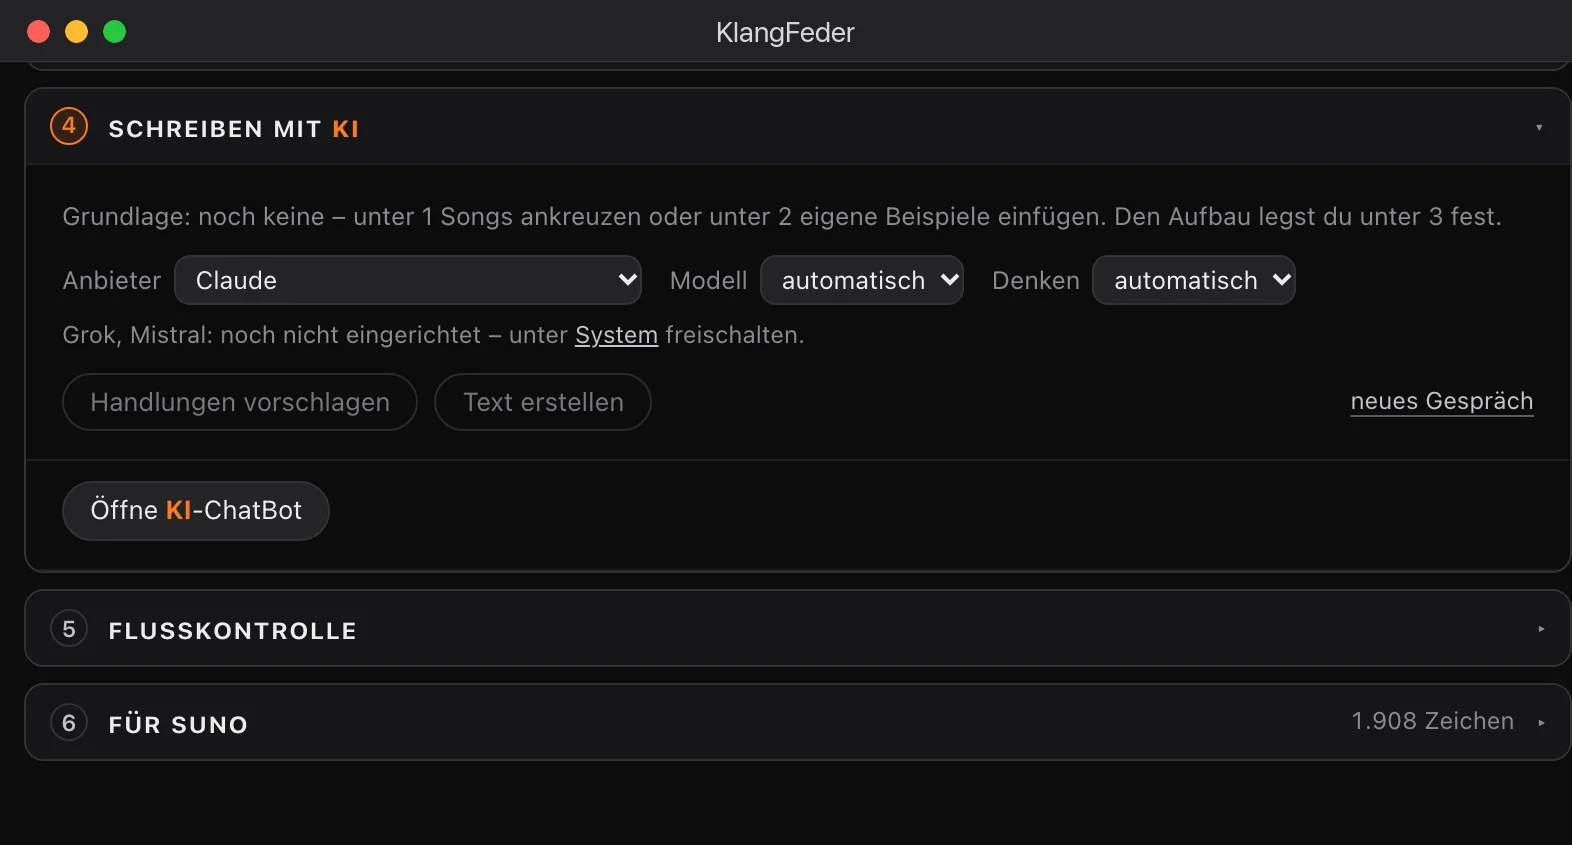 KlangFeder
4 SCHREIBEN MIT KI
Grundlage: noch keine – unter 1 Songs ankreuzen oder unter 2 eigene Beispiele einfügen. Den Aufbau legst du unter 3 fest.
Anbieter Claude Modell automatisch Denken automatisch
Grok, Mistral: noch nicht eingerichtet – unter System freischalten.
Handlungen vorschlagen Text erstellen neues Gespräch
Öffne KI-ChatBot
5 FLUSSKONTROLLE
6 FÜR SUNO 1.908 Zeichen